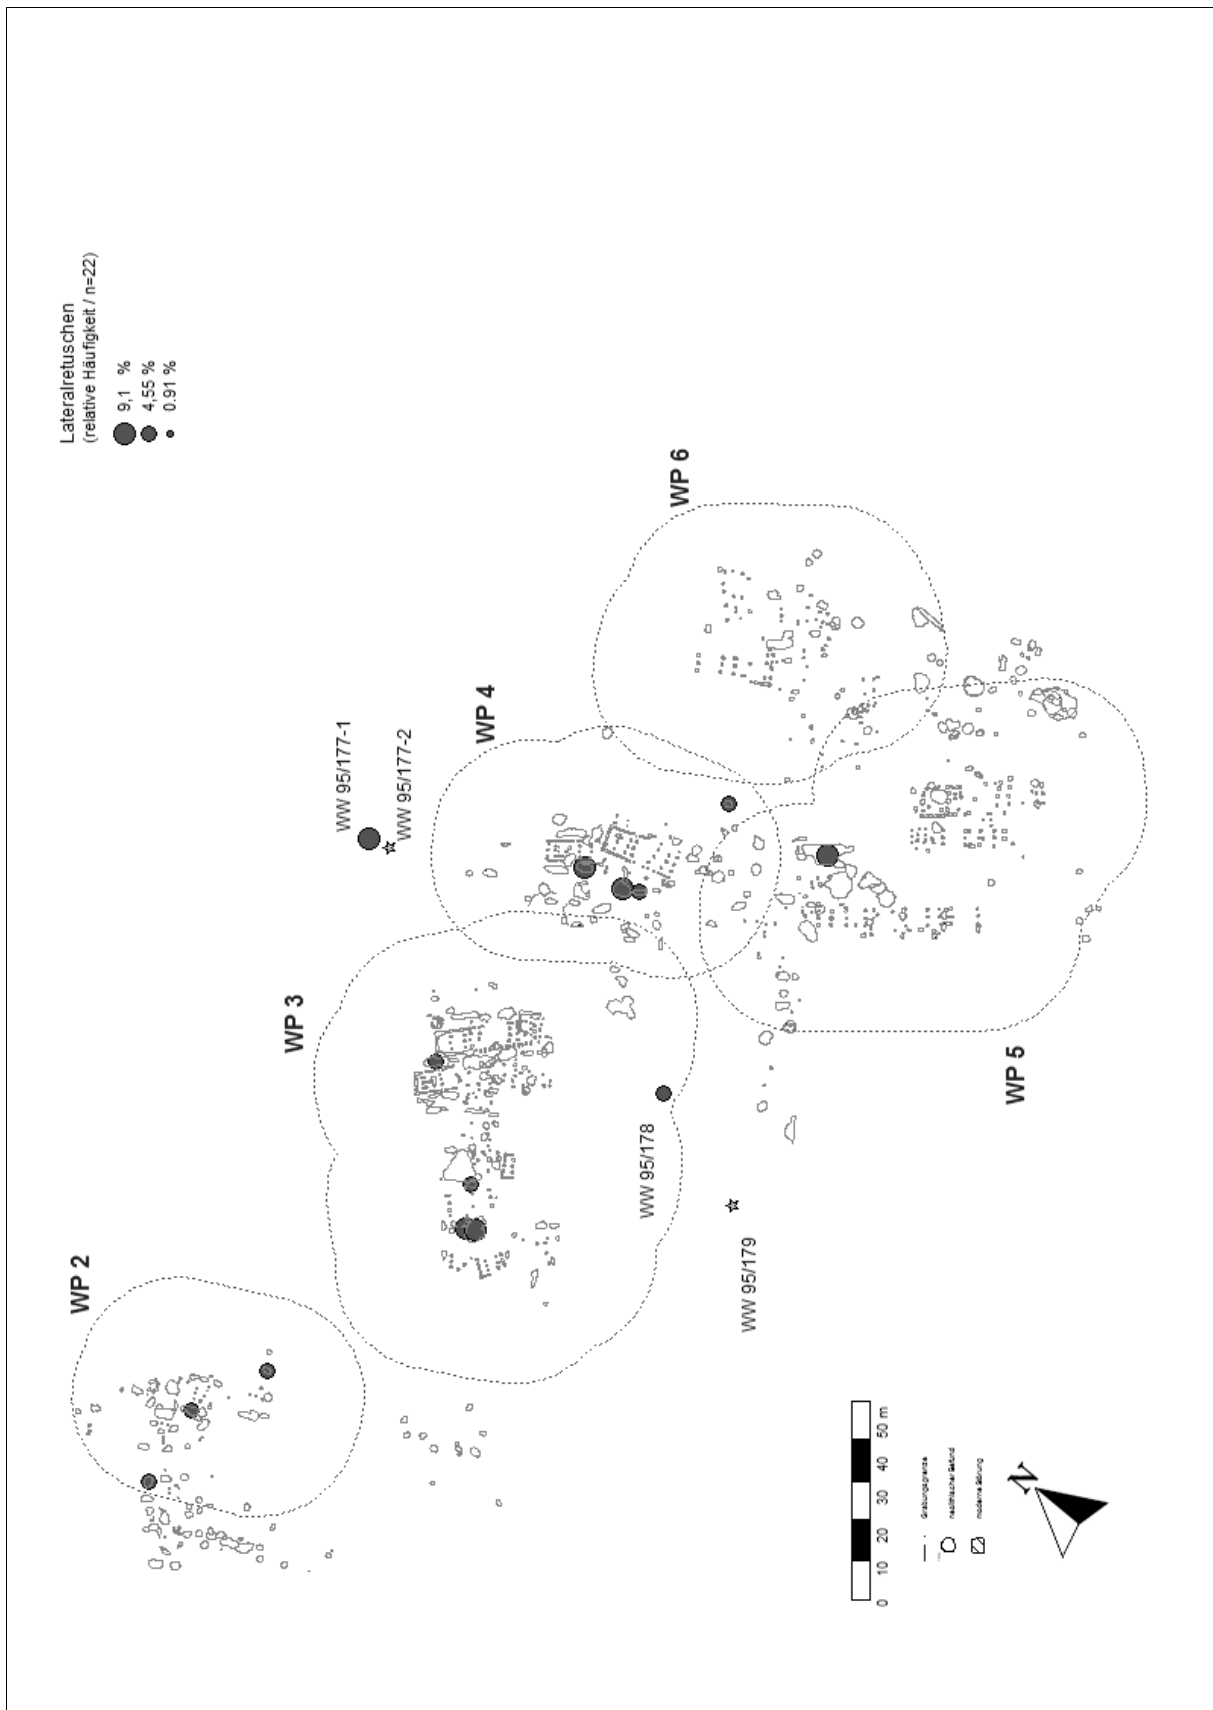 Lateralretuschen
(relative Häufigkeit / n=22)
9,1 %
4,55 %
0.91 %
WP 6
WP 4
WW 95/177-1
WW 95/177-2
WP 3
WP 5
WW 95/178
WW 95/179
WP 2
0 10 20 30 40 50 m
Grabungsgrenze
neolithischer Befund
moderne Störung
N